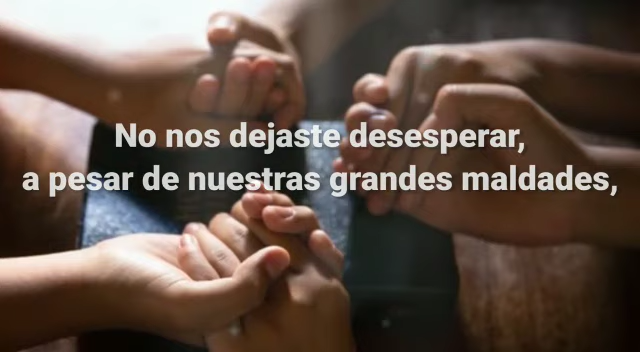 No nos dejaste desesperar,
a pesar de nuestras grandes maldades,